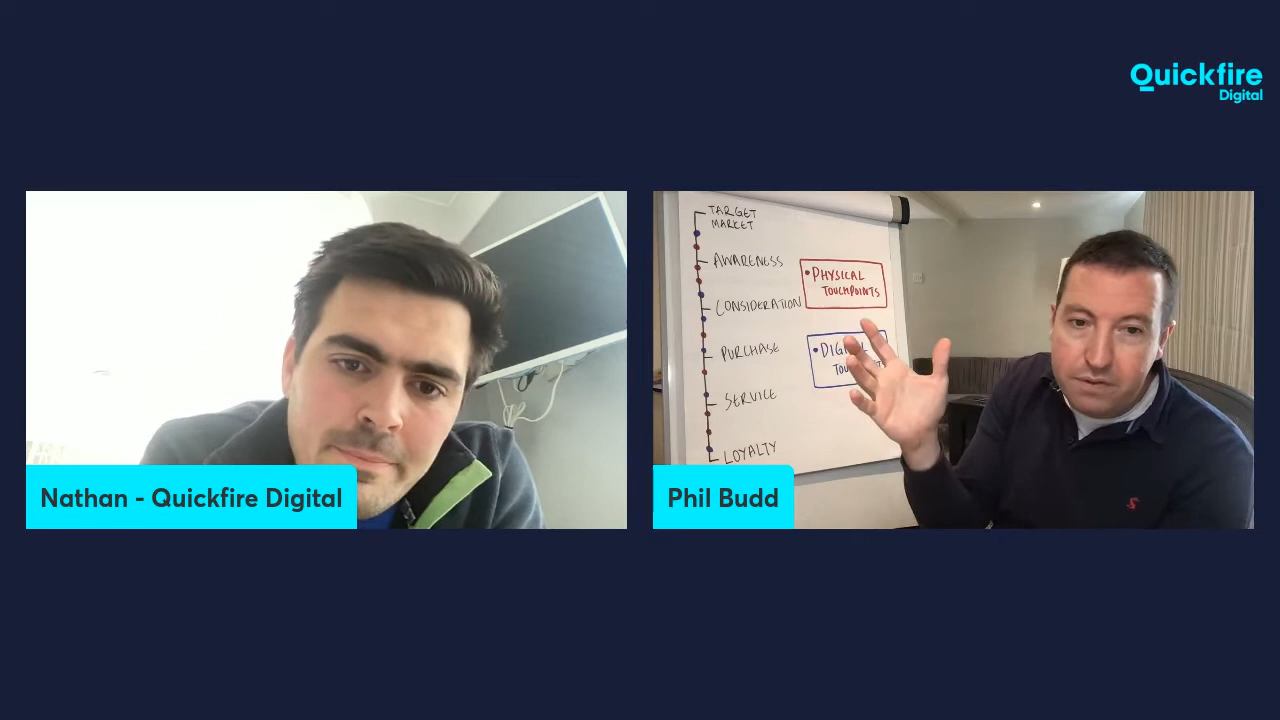 Quickfire
Digital
TARGET
MARKET
AWARENESS
CONSIDERATION
PURCHASE
SERVICE
LOYALTY
PHYSICAL
TOUCHPOINTS
Nathan - Quickfire Digital
Phil Budd